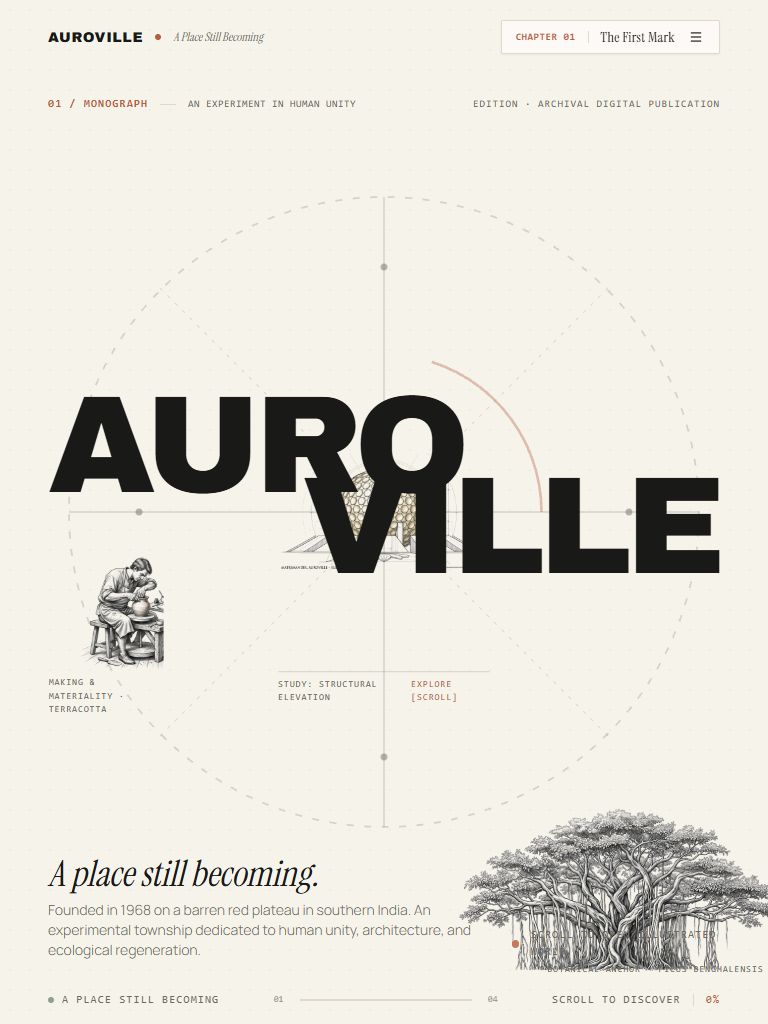 AUROVILLE
A Place Still Becoming
CHAPTER 01
The First Mark
01 / MONOGRAPH
AN EXPERIMENT IN HUMAN UNITY
EDITION · ARCHIVAL DIGITAL PUBLICATION
AURO
VILLE
MAKING &
MATERIALITY ·
TERRACOTTA
STUDY: STRUCTURAL
ELEVATION
EXPLORE
[SCROLL]
A place still becoming.
Founded in 1968 on a barren red plateau in southern India. An
experimental township dedicated to human unity, architecture, and
ecological regeneration.
SCROLL ILLUSTRATED
BOTANICAL ANCHOR · FICUS BENGHALENSIS
A PLACE STILL BECOMING
01
04
SCROLL TO DISCOVER
0%